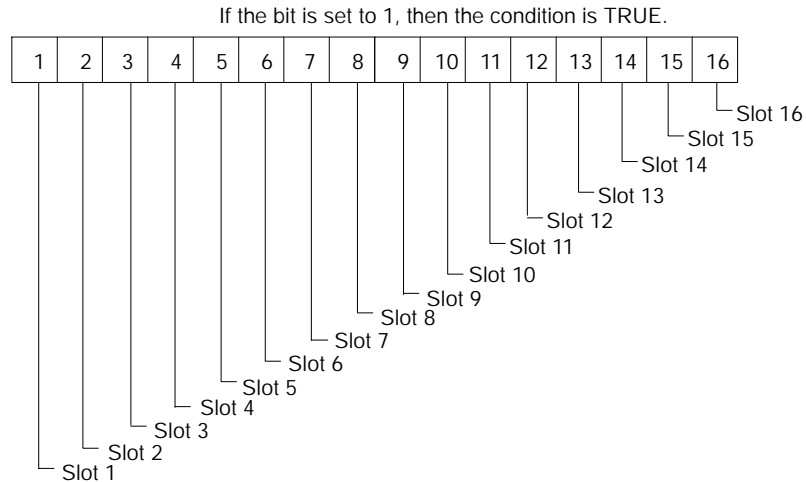 If the bit is set to 1, then the condition is TRUE.
1 2 3 4 5 6 7 8 9 10 11 12 13 14 15 16
Slot 16
Slot 15
Slot 14
Slot 13
Slot 12
Slot 11
Slot 10
Slot 9
Slot 8
Slot 7
Slot 6
Slot 5
Slot 4
Slot 3
Slot 2
Slot 1